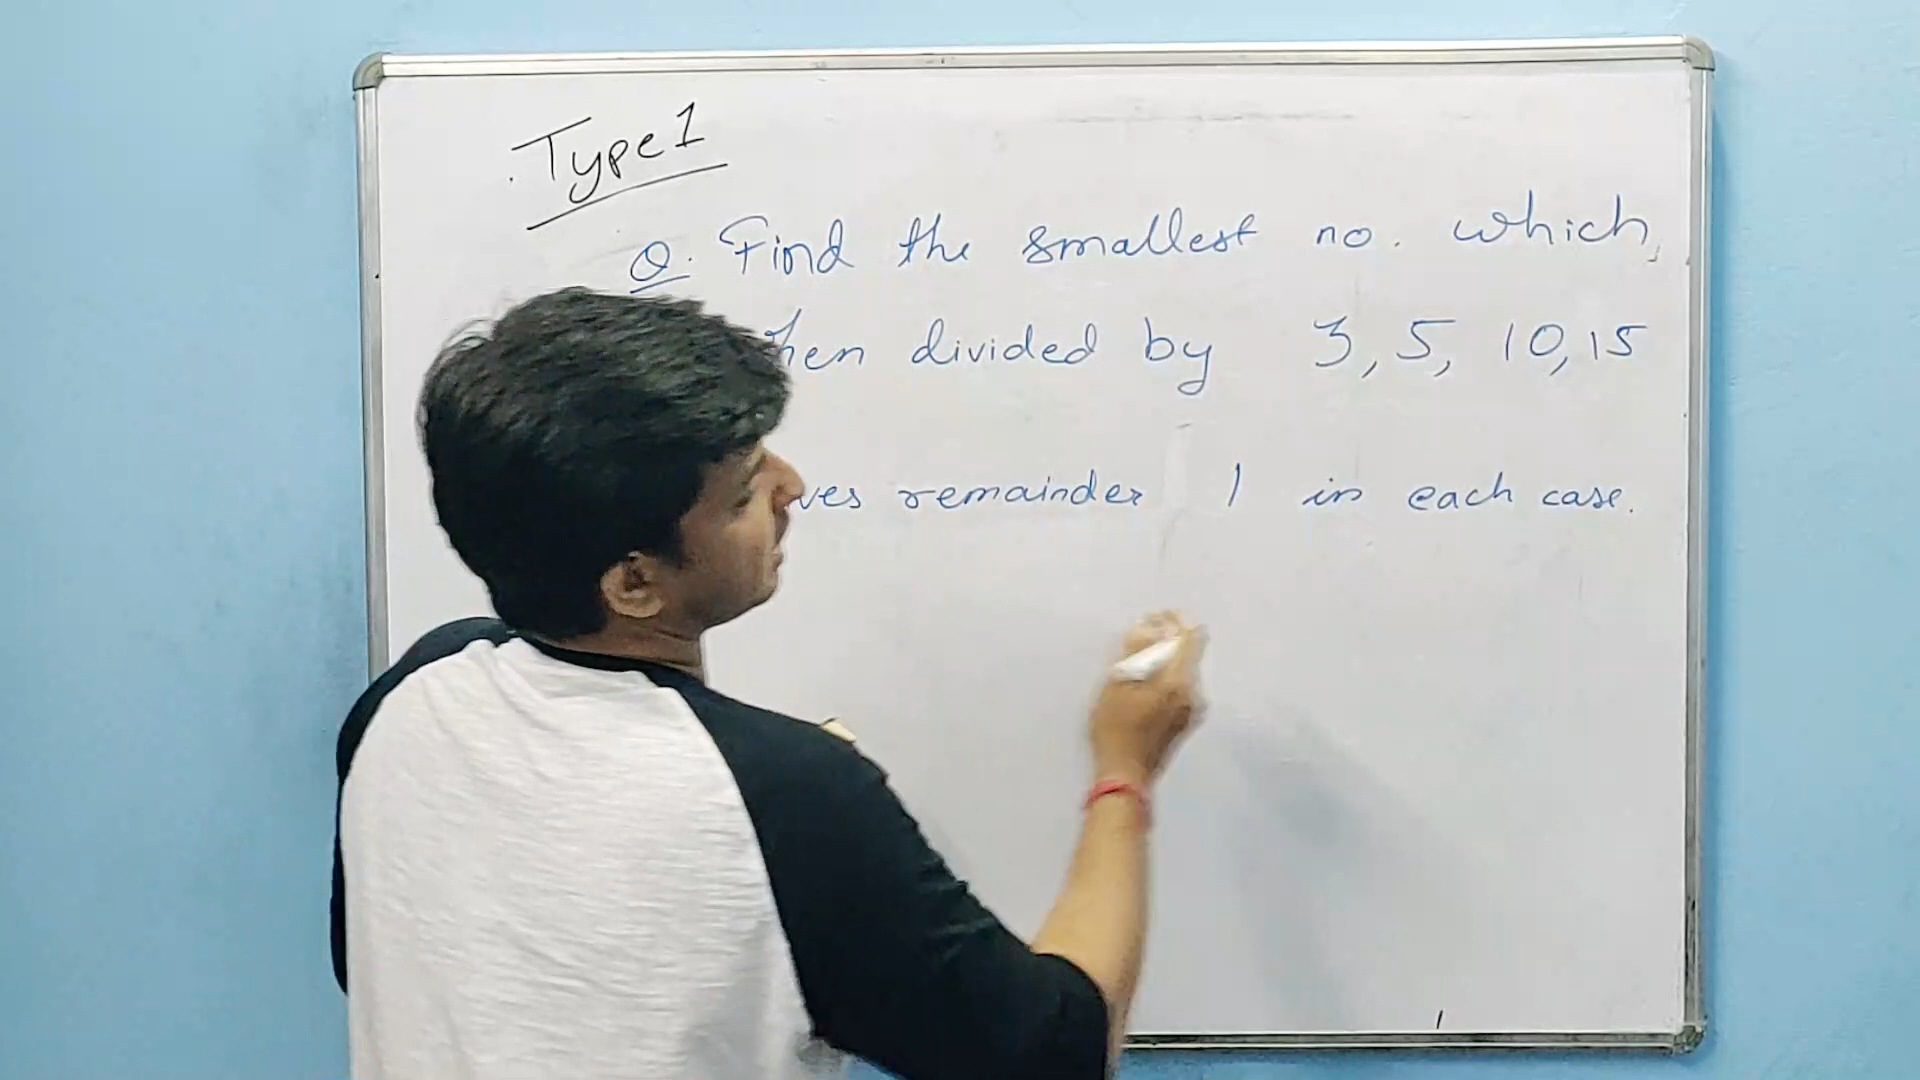 Type 1
Q. Find the smallest no. which,
hen divided by 3, 5, 10, 15
ves remainder 1 in each case.